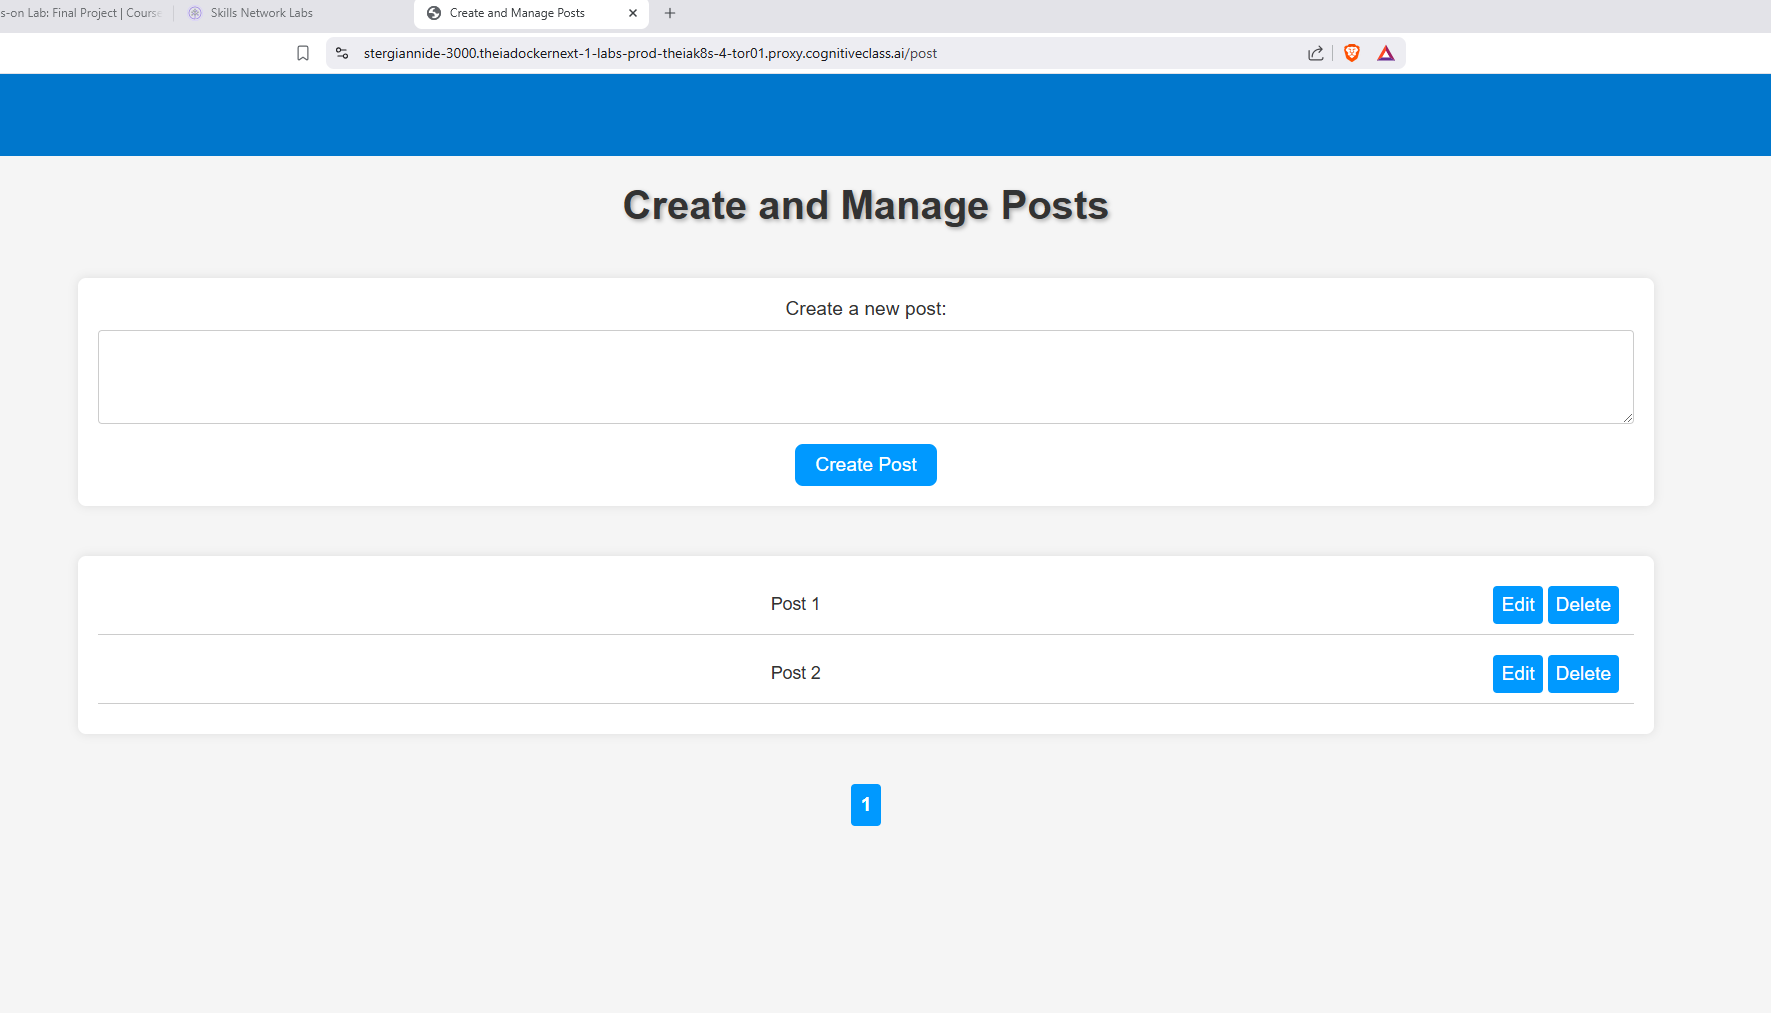 s-on Lab: Final Project | Course
Skills Network Labs
Create and Manage Posts
stergiannide-3000.theiadockernext-1-labs-prod-theiak8s-4-tor01.proxy.cognitiveclass.ai/post
Create and Manage Posts
Create a new post:
Create Post
Post 1
Edit
Delete
Post 2
Edit
Delete
1